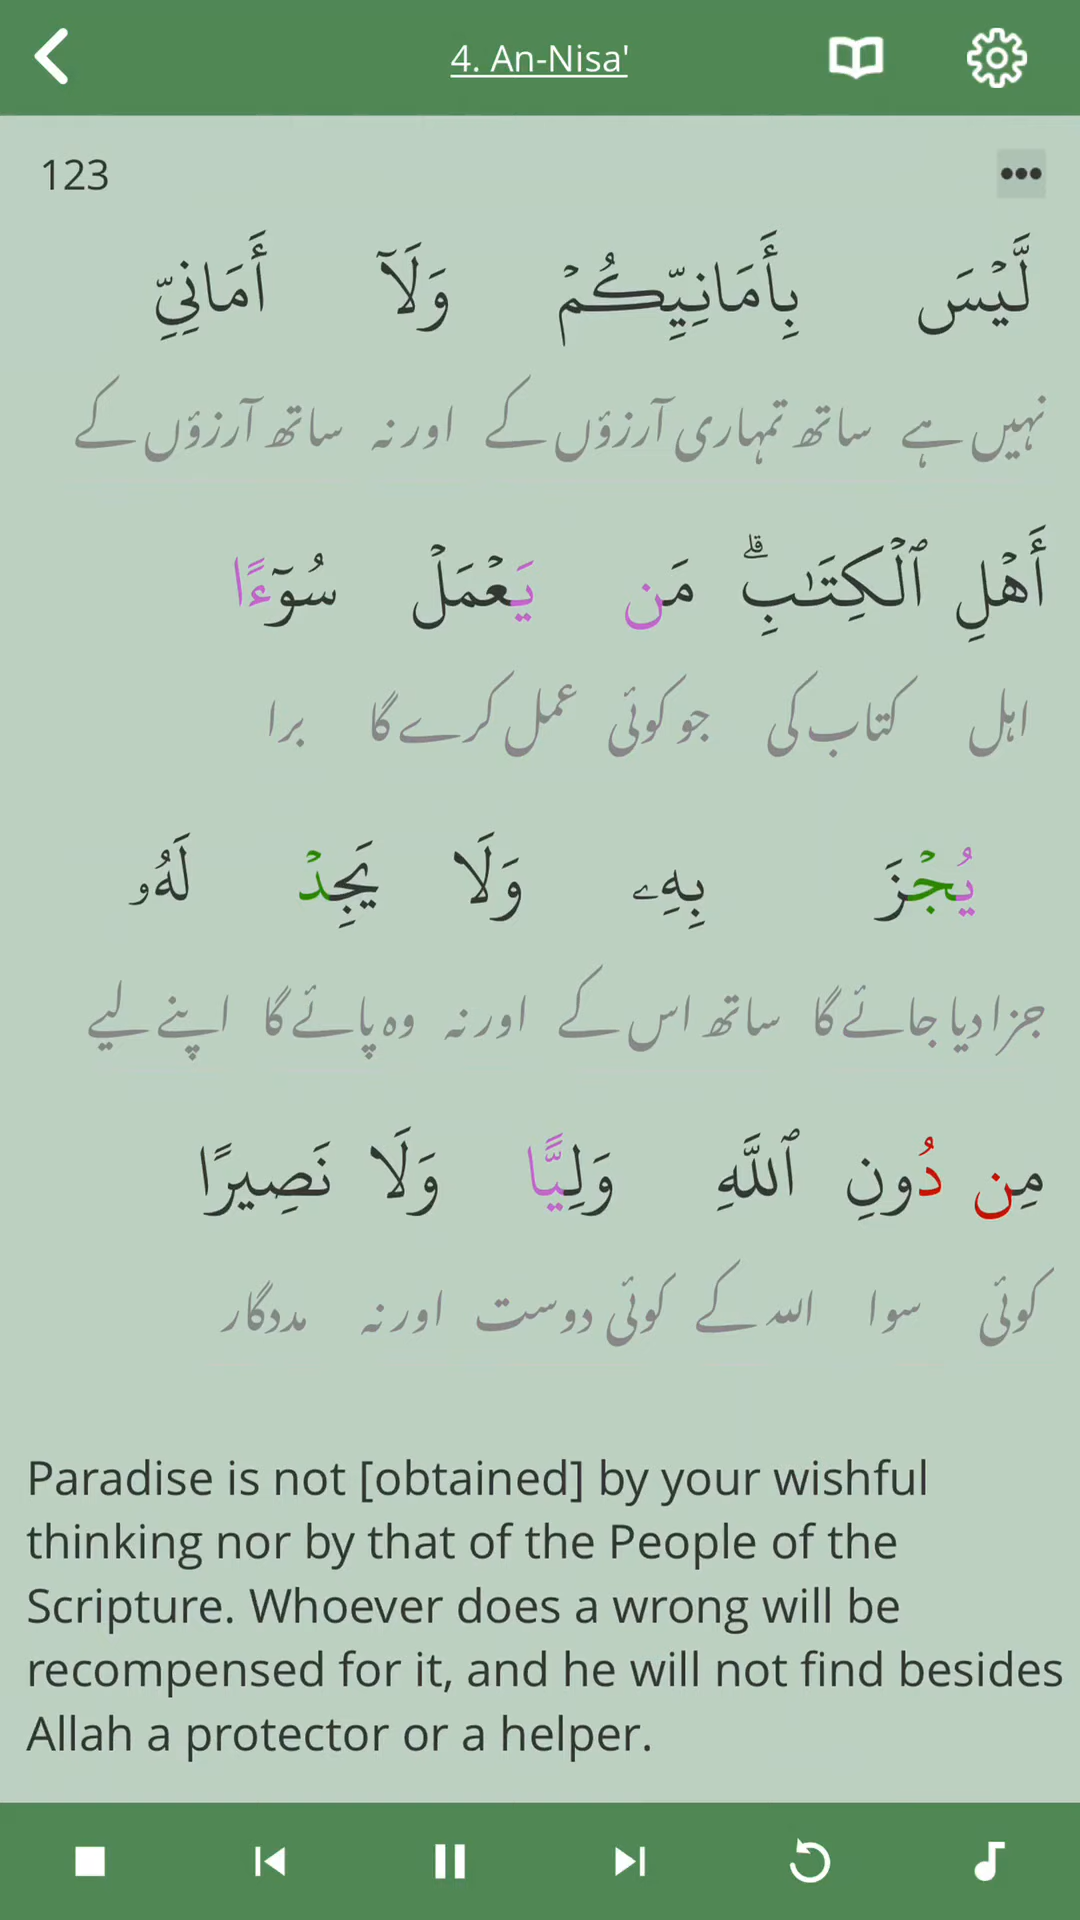 4. An-Nisa'
123
لَّيْسَ بِأَمَانِيِّكُمْ وَلَآ أَمَانِىِّ
نہیں ہے ساتھ تمہاری آرزؤں کے اور نہ ساتھ آرزؤں کے
أَهْلِ ٱلْكِتَـٰبِ ۗ مَن يَعْمَلْ سُوٓءًا
اہل کتاب کی جو کوئی عمل کرے گا برا
يُجْزَ بِهِۦ وَلَا يَجِدْ لَهُۥ
جزا دیا جائے گا ساتھ اس کے اور نہ وہ پائے گا اپنے لیے
مِن دُونِ ٱللَّهِ وَلِيًّا وَلَا نَصِيرًا
کوئی سوا اللہ کے کوئی دوست اور نہ مددگار
Paradise is not [obtained] by your wishful
thinking nor by that of the People of the
Scripture. Whoever does a wrong will be
recompensed for it, and he will not find besides
Allah a protector or a helper.